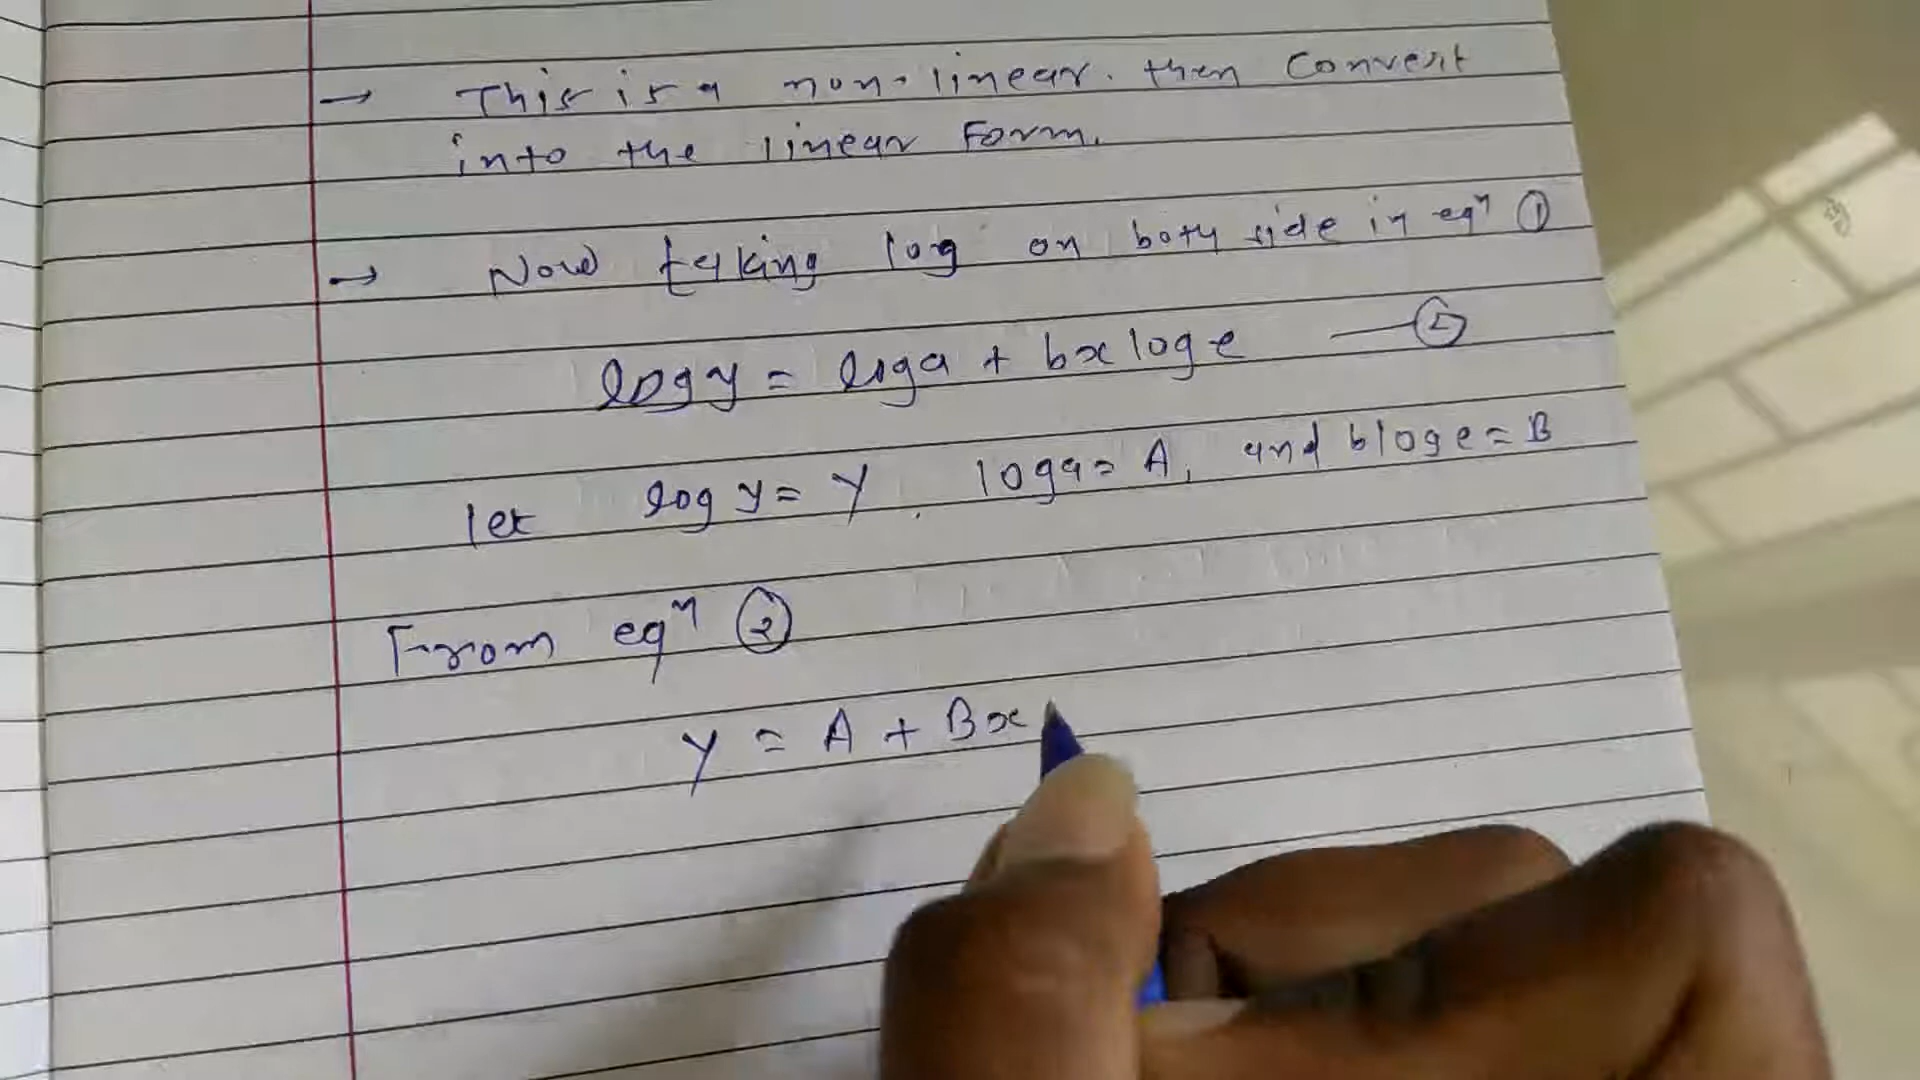 → This is a non-linear. then Convert
into the linear Form.
→ Now taking log on both side in eqⁿ ①
log y = log a + bx log e — ②
let log y = Y, log a = A, and b log e = B
From eqⁿ ②
Y = A + Bx